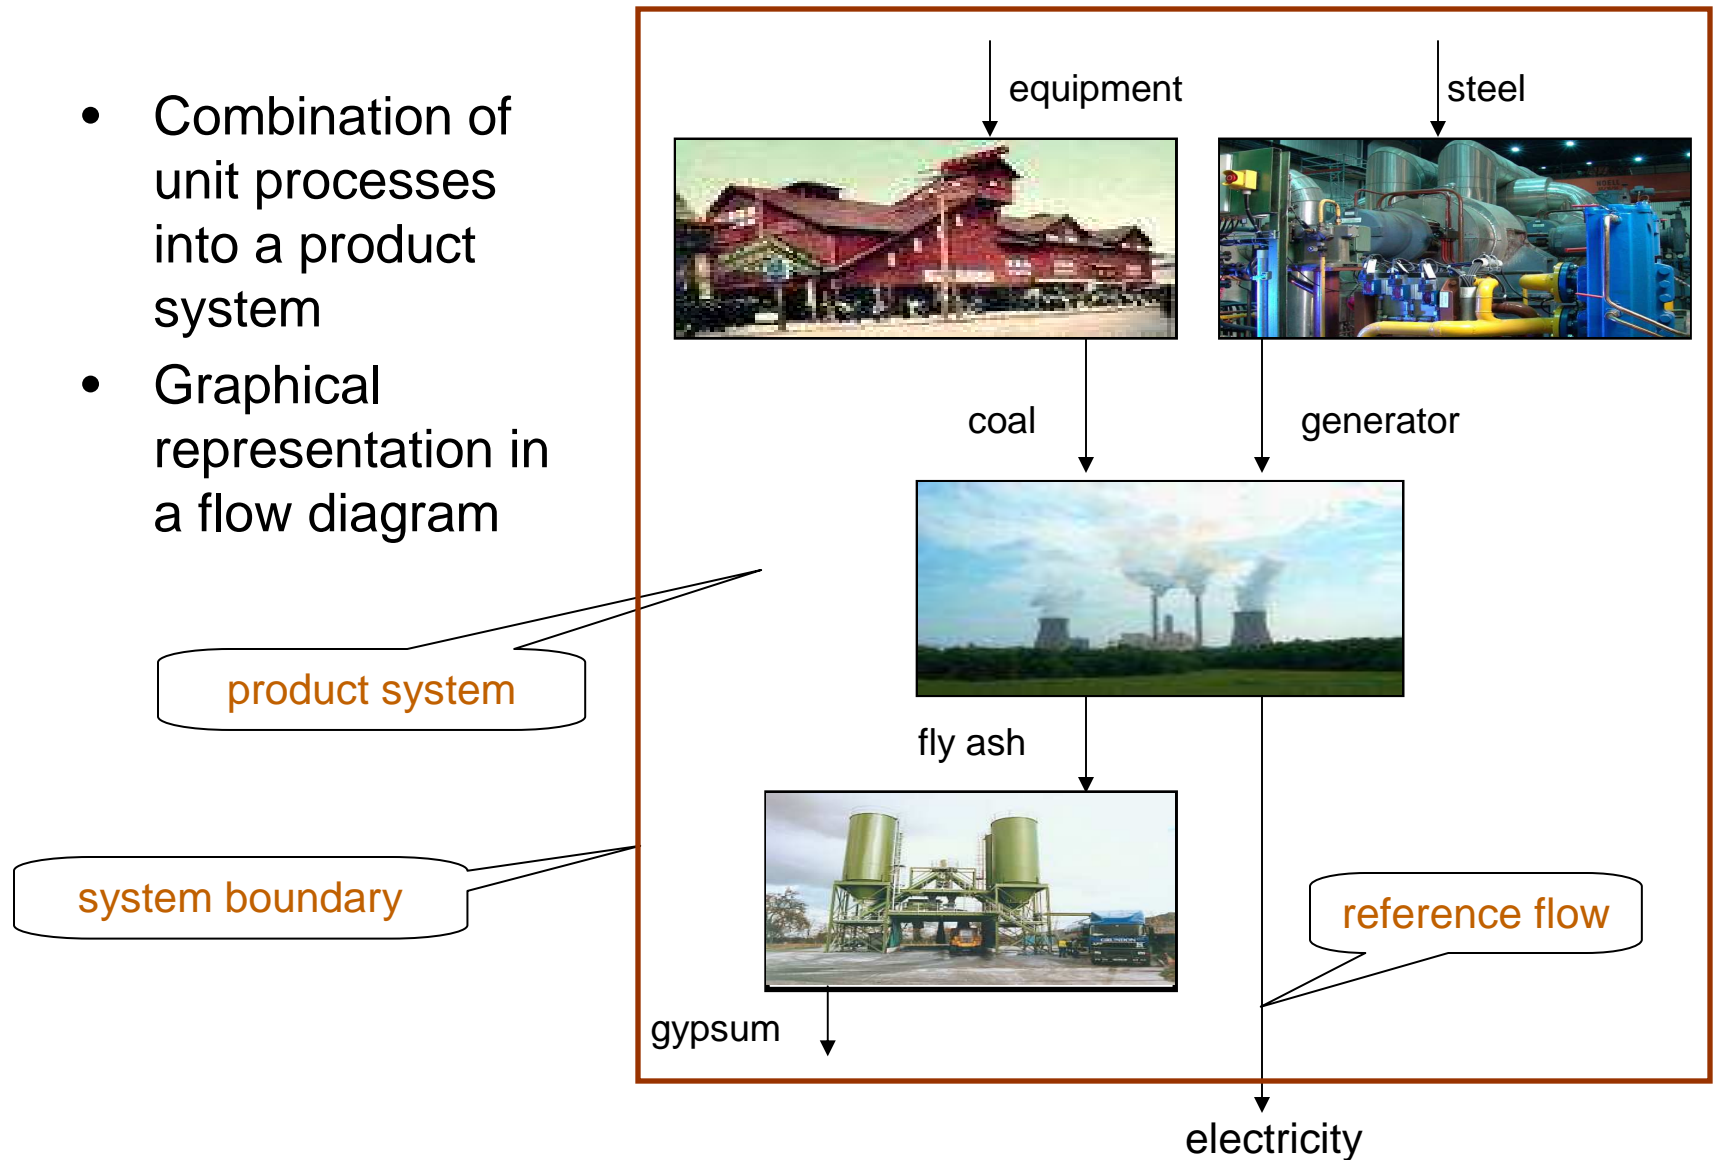 • Combination of
unit processes
into a product
system
• Graphical
representation in
a flow diagram
equipment
steel
coal
generator
product system
fly ash
system boundary
reference flow
gypsum
electricity